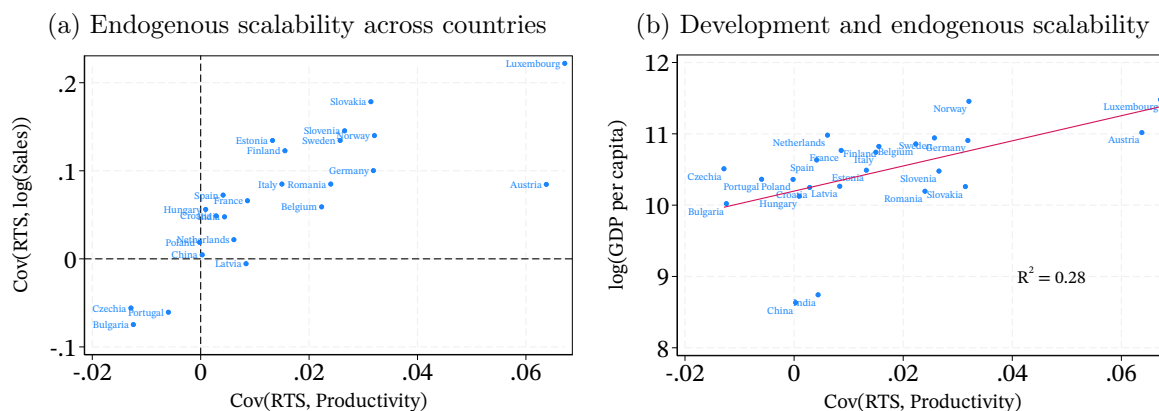 (a) Endogenous scalability across countries
Cov(RTS, log(Sales))
.2
.1
0
-.1
Luxembourg
Slovakia
Slovenia
Norway
Estonia
Sweden
Finland
Germany
Italy
Romania
Austria
Spain
France
Hungary
Belgium
Croatia
Netherlands
Poland
China
Latvia
Czechia
Portugal
Bulgaria
-.02
0
.02
.04
.06
Cov(RTS, Productivity)
(b) Development and endogenous scalability
log(GDP per capita)
12
11
10
9
8
Norway
Luxembourg
Netherlands
Austria
Sweden
Belgium
Germany
France
Finland
Italy
Czechia
Spain
Estonia
Slovenia
Portugal
Poland
Croatia
Latvia
Romania
Slovakia
Hungary
Bulgaria
R² = 0.28
India
China
-.02
0
.02
.04
.06
Cov(RTS, Productivity)